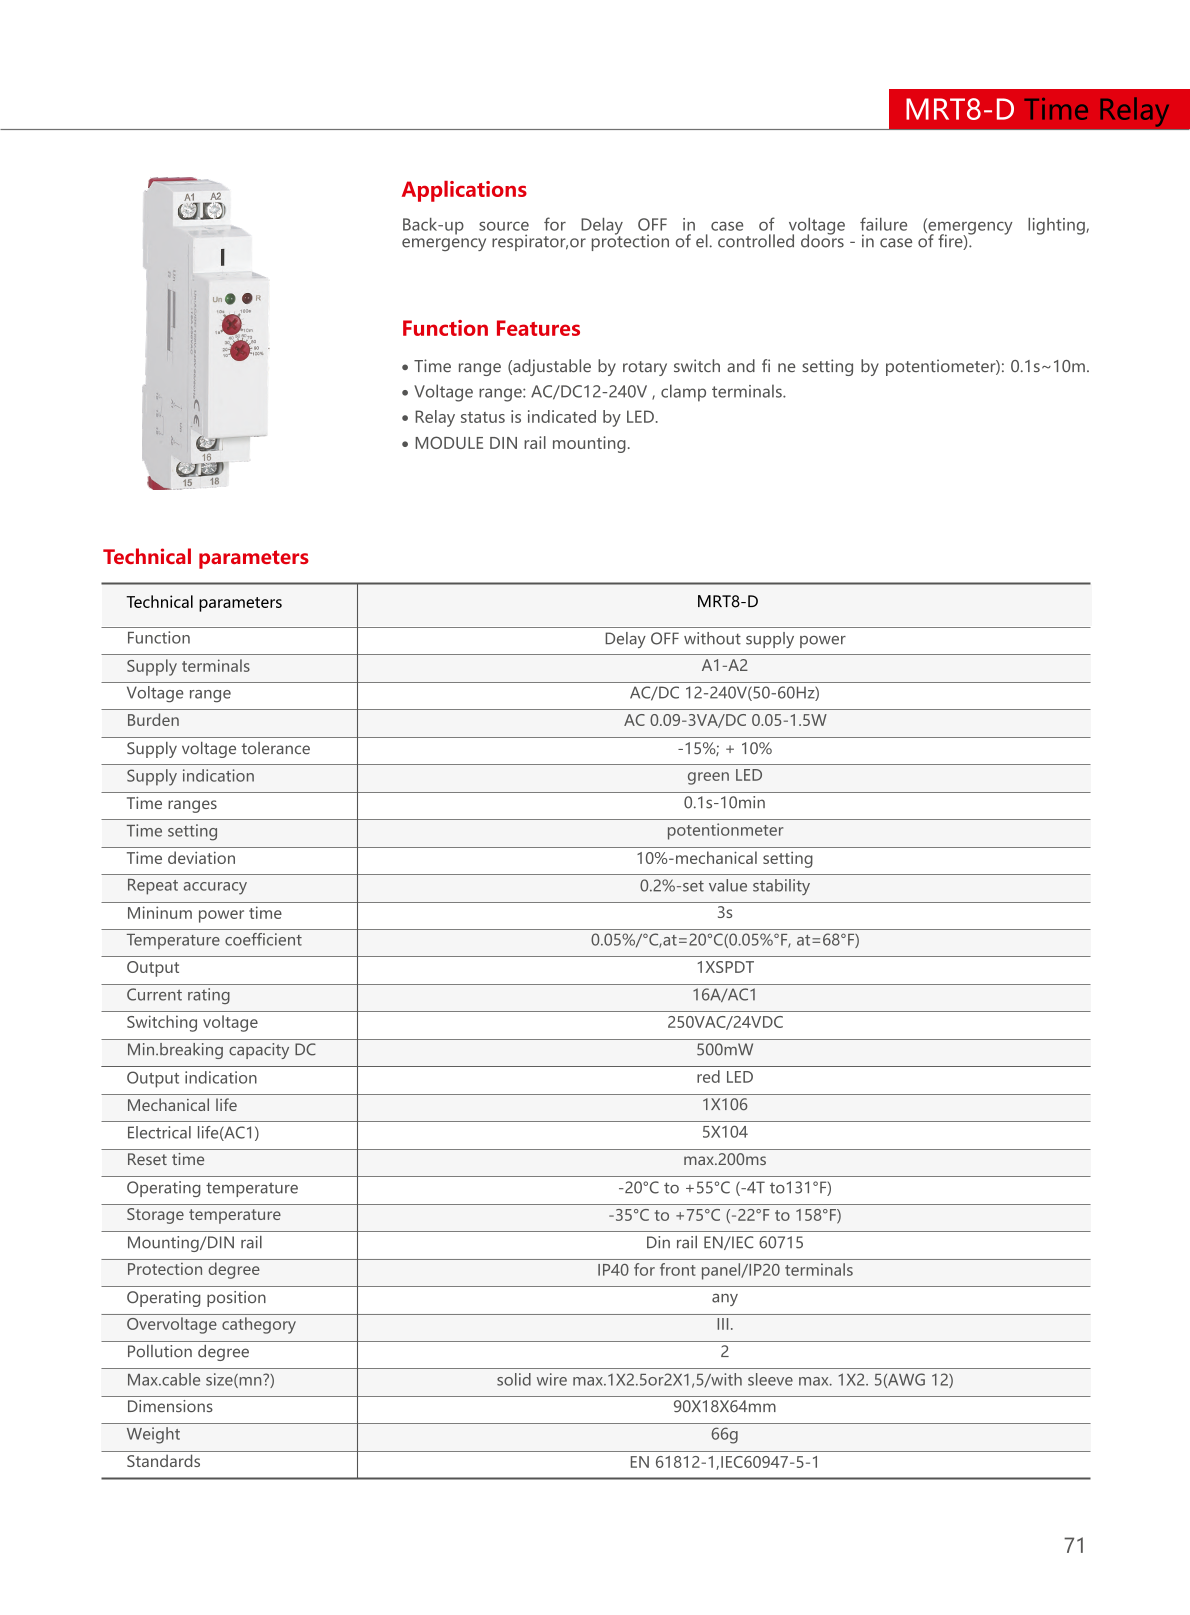 MRT8-D Time Relay
A1 A2
Un R
10s 100s
1s 10m
16
15 18
Applications
Back-up source for Delay OFF in case of voltage failure (emergency lighting,
emergency respirator,or protection of el. controlled doors - in case of fire).
Function Features
• Time range (adjustable by rotary switch and fi ne setting by potentiometer): 0.1s~10m.
• Voltage range: AC/DC12-240V , clamp terminals.
• Relay status is indicated by LED.
• MODULE DIN rail mounting.
Technical parameters
Technical parameters MRT8-D
Function Delay OFF without supply power
Supply terminals A1-A2
Voltage range AC/DC 12-240V(50-60Hz)
Burden AC 0.09-3VA/DC 0.05-1.5W
Supply voltage tolerance -15%; + 10%
Supply indication green LED
Time ranges 0.1s-10min
Time setting potentionmeter
Time deviation 10%-mechanical setting
Repeat accuracy 0.2%-set value stability
Mininum power time 3s
Temperature coefficient 0.05%/°C,at=20°C(0.05%°F, at=68°F)
Output 1XSPDT
Current rating 16A/AC1
Switching voltage 250VAC/24VDC
Min.breaking capacity DC 500mW
Output indication red LED
Mechanical life 1X106
Electrical life(AC1) 5X104
Reset time max.200ms
Operating temperature -20°C to +55°C (-4T to131°F)
Storage temperature -35°C to +75°C (-22°F to 158°F)
Mounting/DIN rail Din rail EN/IEC 60715
Protection degree IP40 for front panel/IP20 terminals
Operating position any
Overvoltage cathegory III.
Pollution degree 2
Max.cable size(mn?) solid wire max.1X2.5or2X1,5/with sleeve max. 1X2. 5(AWG 12)
Dimensions 90X18X64mm
Weight 66g
Standards EN 61812-1,IEC60947-5-1
71